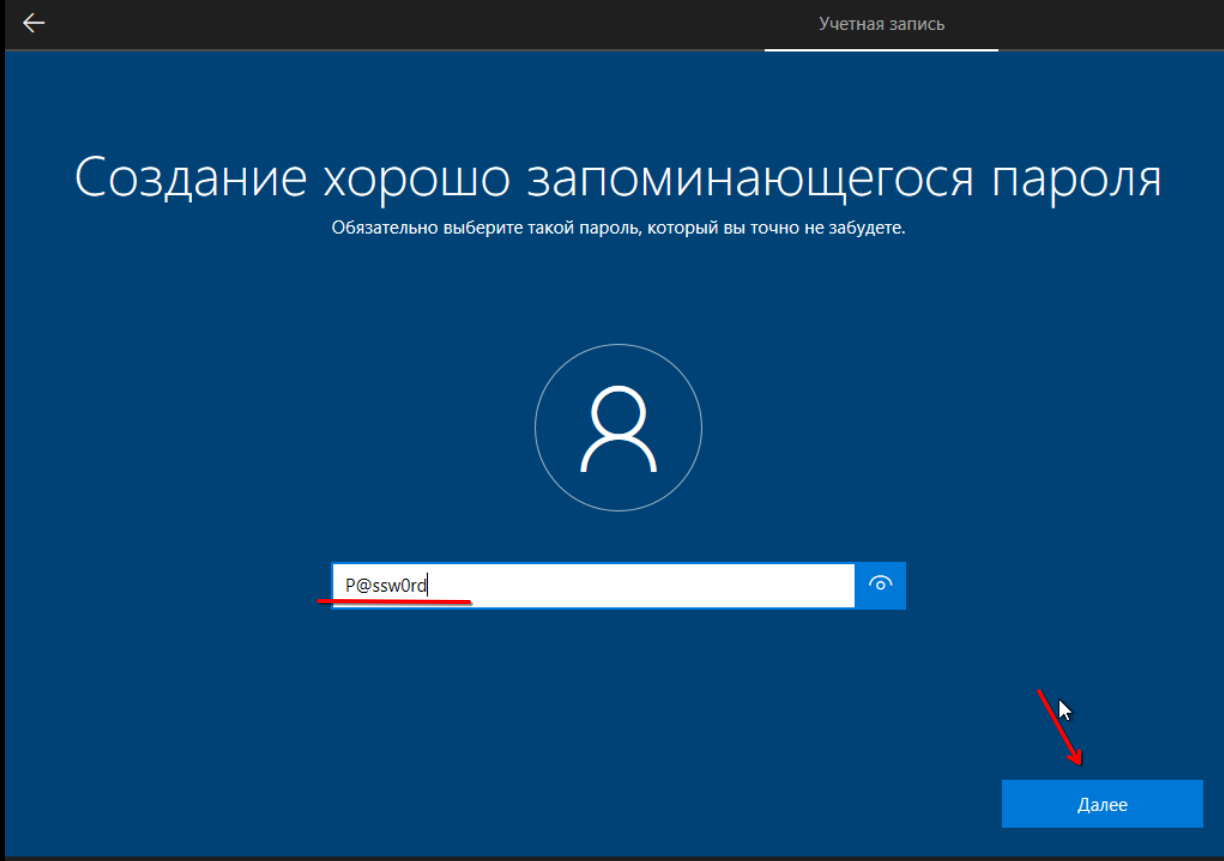 Учетная запись
Создание хорошо запоминающегося пароля
Обязательно выберите такой пароль, который вы точно не забудете.
P@ssw0rd
Далее